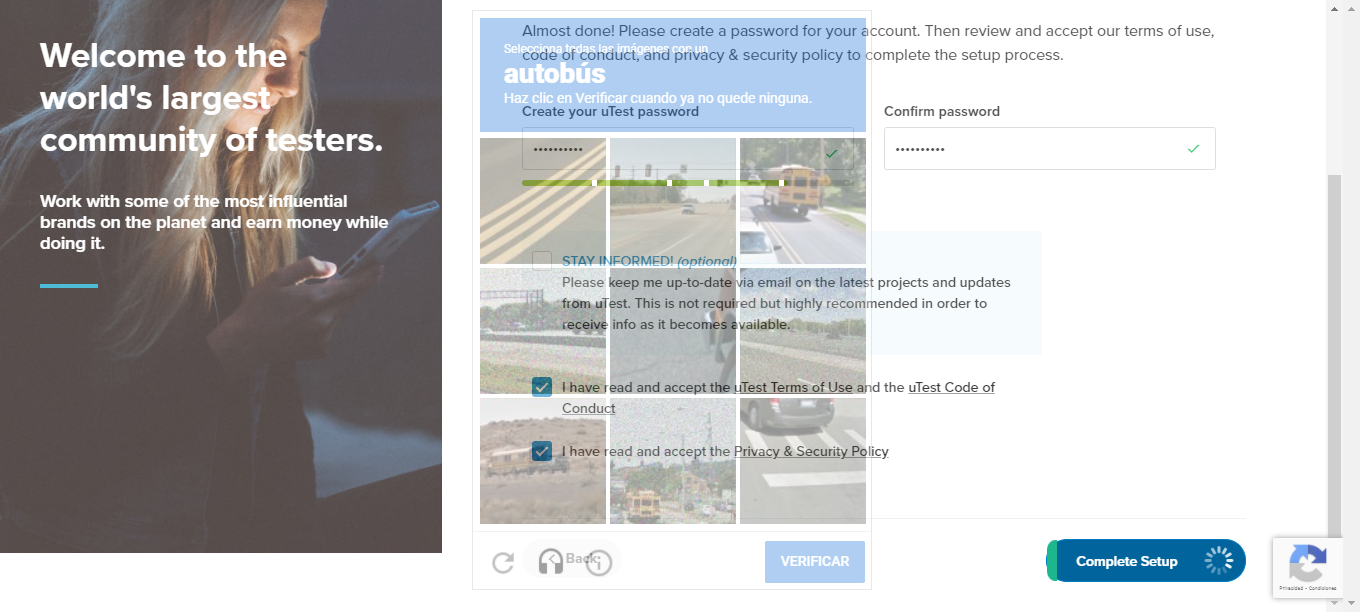 Welcome to the
world's largest
community of testers.
Work with some of the most influential
brands on the planet and earn money while
doing it.
Almost done! Please create a password for your account. Then review and accept our terms of use,
code of conduct, and privacy & security policy to complete the setup process.
Selecciona todas las imágenes con un
autobús
Haz clic en Verificar cuando ya no quede ninguna.
Create your uTest password
Confirm password
STAY INFORMED! (optional)
Please keep me up-to-date via email on the latest projects and updates
from uTest. This is not required but highly recommended in order to
receive info as it becomes available.
I have read and accept the uTest Terms of Use and the uTest Code of
Conduct
I have read and accept the Privacy & Security Policy
Back
VERIFICAR
Complete Setup
Privacidad - Condiciones